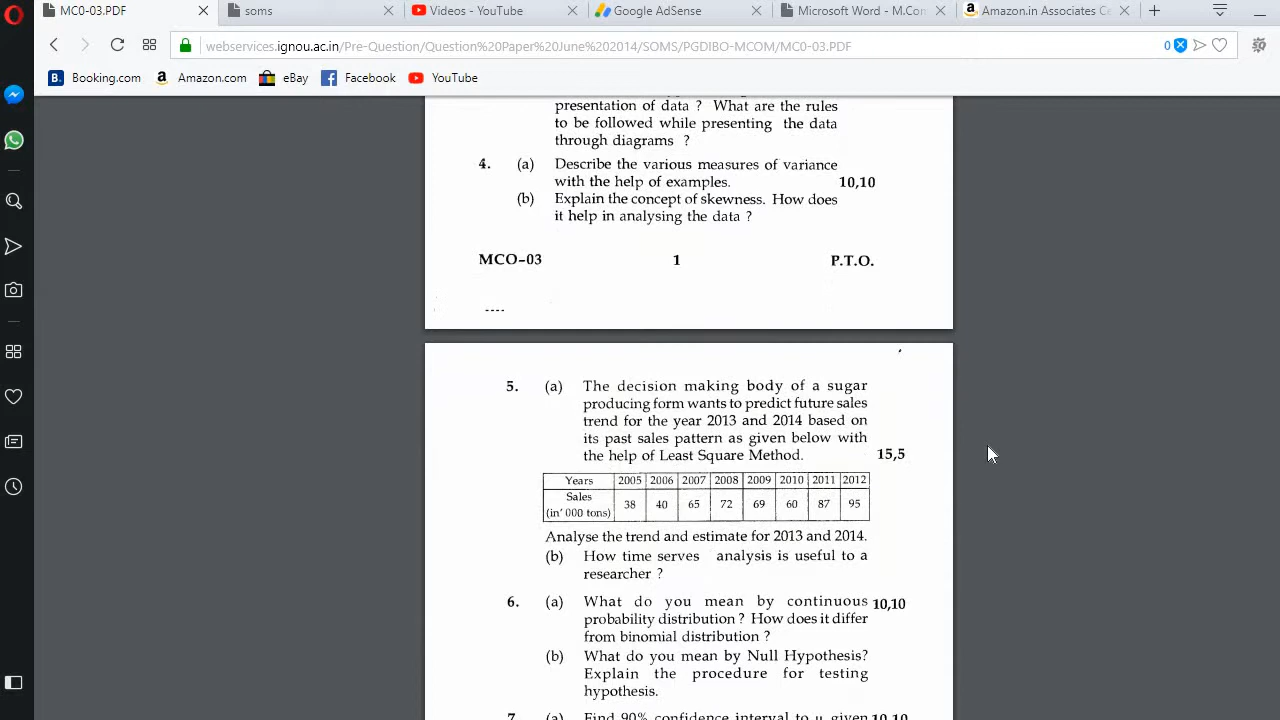 MC0-03.PDF
soms
Videos - YouTube
Google AdSense
Microsoft Word - M.Con
Amazon.in Associates Ce
webservices.ignou.ac.in/Pre-Question/Question%20Paper%20June%202014/SOMS/PGDIBO-MCOM/MC0-03.PDF
0
B. Booking.com
Amazon.com
eBay
Facebook
YouTube
presentation of data ? What are the rules
to be followed while presenting the data
through diagrams ?
4. (a) Describe the various measures of variance
with the help of examples. 10,10
(b) Explain the concept of skewness. How does
it help in analysing the data ?
MCO-03 1 P.T.O.
5. (a) The decision making body of a sugar
producing form wants to predict future sales
trend for the year 2013 and 2014 based on
its past sales pattern as given below with
the help of Least Square Method. 15,5
Years 2005 2006 2007 2008 2009 2010 2011 2012
Sales
(in' 000 tons) 38 40 65 72 69 60 87 95
Analyse the trend and estimate for 2013 and 2014.
(b) How time serves analysis is useful to a
researcher ?
6. (a) What do you mean by continuous 10,10
probability distribution ? How does it differ
from binomial distribution ?
(b) What do you mean by Null Hypothesis?
Explain the procedure for testing
hypothesis.
7. (a) Find 90% confidence interval to μ given 10,10